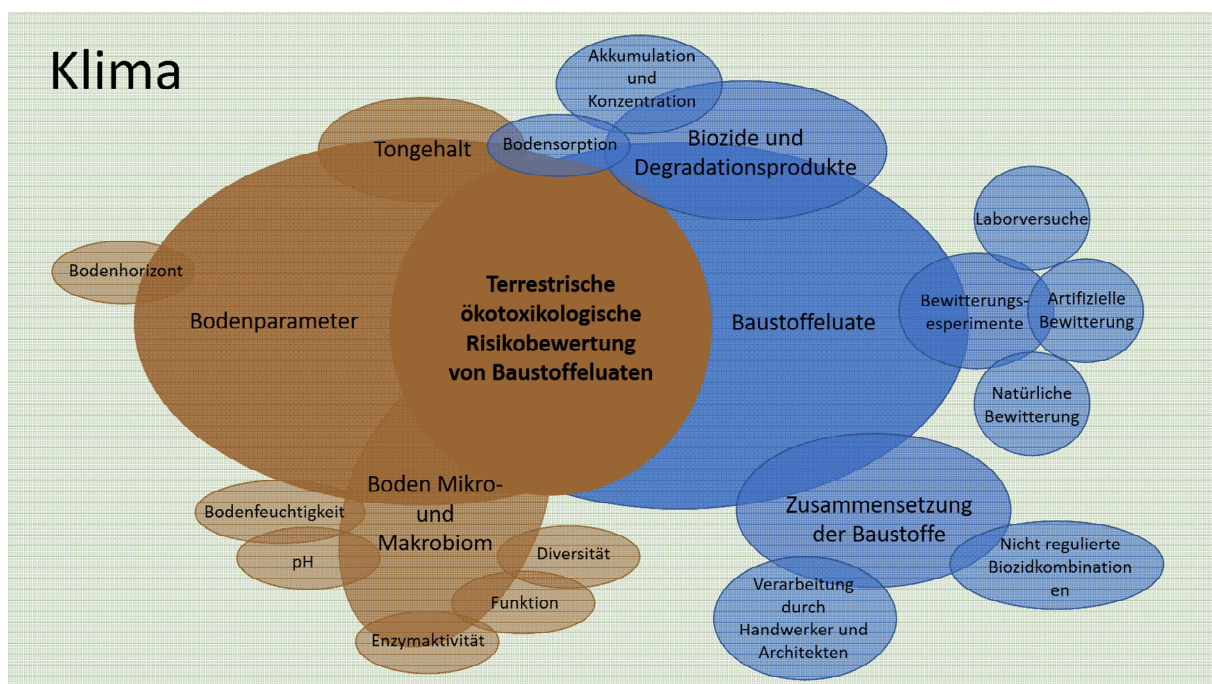 Klima
Akkumulation
und
Konzentration
Tongehalt
Bodensorption
Biozide und
Degradationsprodukte
Laborversuche
Bodenhorizont
Bodenparameter
Terrestrische
ökotoxikologische
Risikobewertung
von Baustoffeluaten
Baustoffeluate
Bewitterungs-
experimente
Artifizielle
Bewitterung
Natürliche
Bewitterung
Boden Mikro-
und
Makrobiom
Bodenfeuchtigkeit
pH
Diversität
Funktion
Enzymaktivität
Zusammensetzung
der Baustoffe
Nicht regulierte
Biozidkombination
en
Verarbeitung
durch
Handwerker und
Architekten